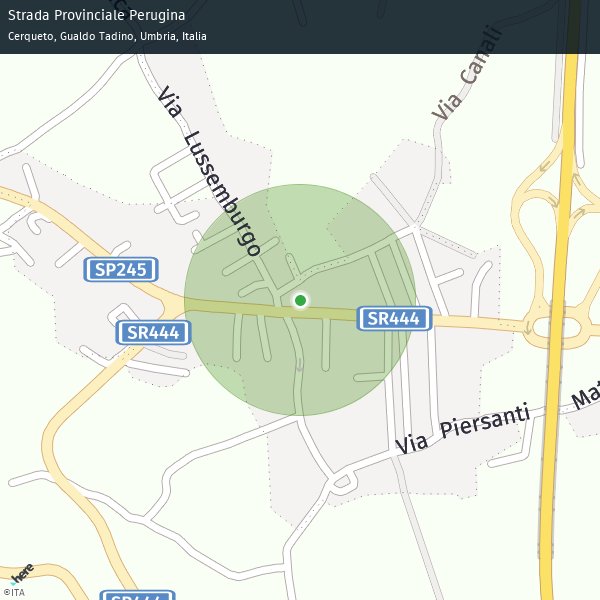 Strada Provinciale Perugina
Cerqueto, Gualdo Tadino, Umbria, Italia
Via Canali
Via Lussemburgo
SP245
SR444
SR444
Via Piersanti
here
©ITA
SR444